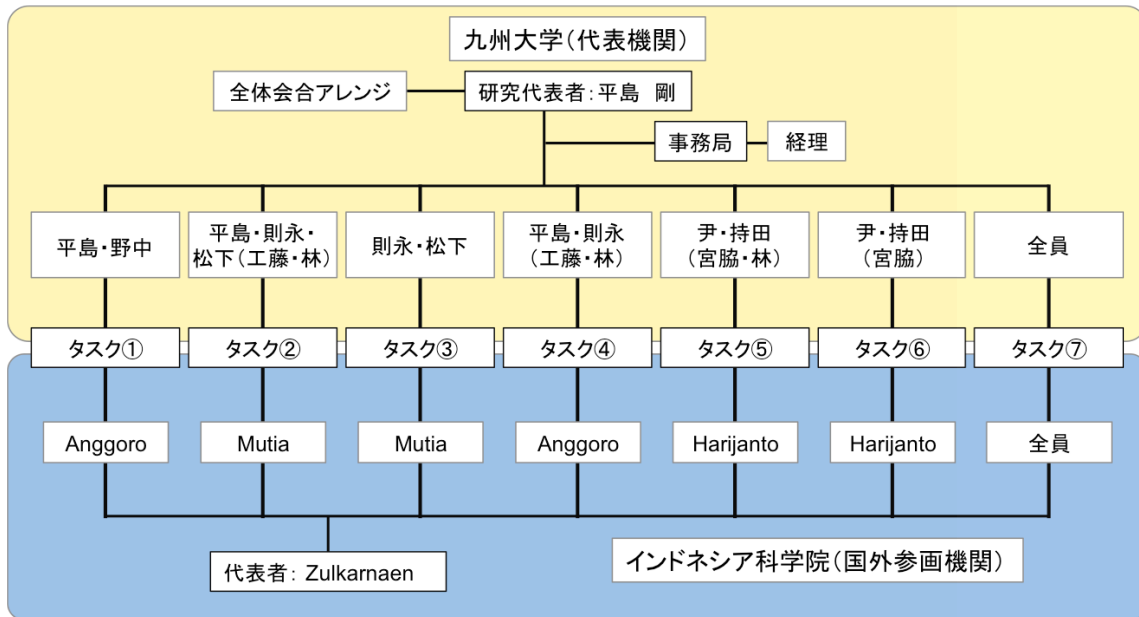 九州大学(代表機関)
全体会合アレンジ
研究代表者:平島 剛
事務局
経理
平島・野中
平島・則永・
松下(工藤・林)
則永・松下
平島・則永
(工藤・林)
尹・持田
(宮脇・林)
尹・持田
(宮脇)
全員
タスク①
タスク②
タスク③
タスク④
タスク⑤
タスク⑥
タスク⑦
Anggoro
Mutia
Mutia
Anggoro
Harijanto
Harijanto
全員
代表者: Zulkarnaen
インドネシア科学院(国外参画機関)